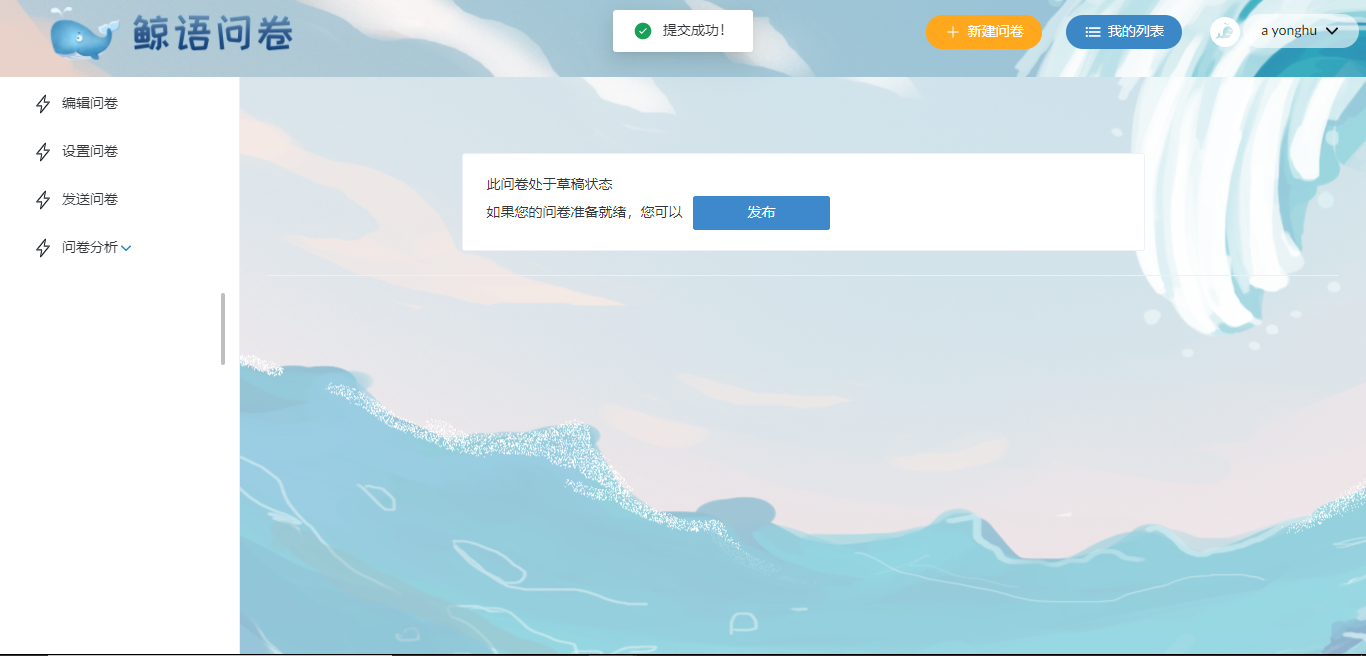 鲸语问卷
提交成功！
新建问卷
我的列表
a yonghu
编辑问卷
设置问卷
发送问卷
问卷分析
此问卷处于草稿状态
如果您的问卷准备就绪，您可以 发布